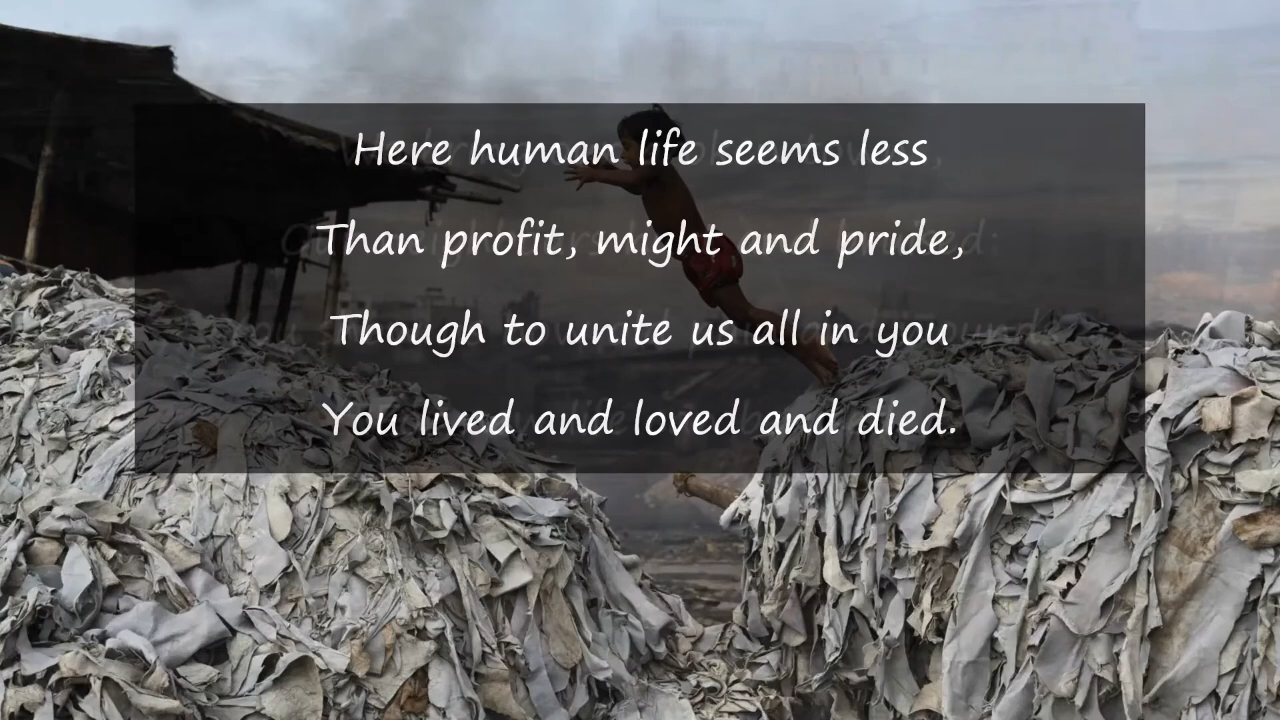 Here human life seems less
Than profit, might and pride,
Though to unite us all in you
You lived and loved and died.